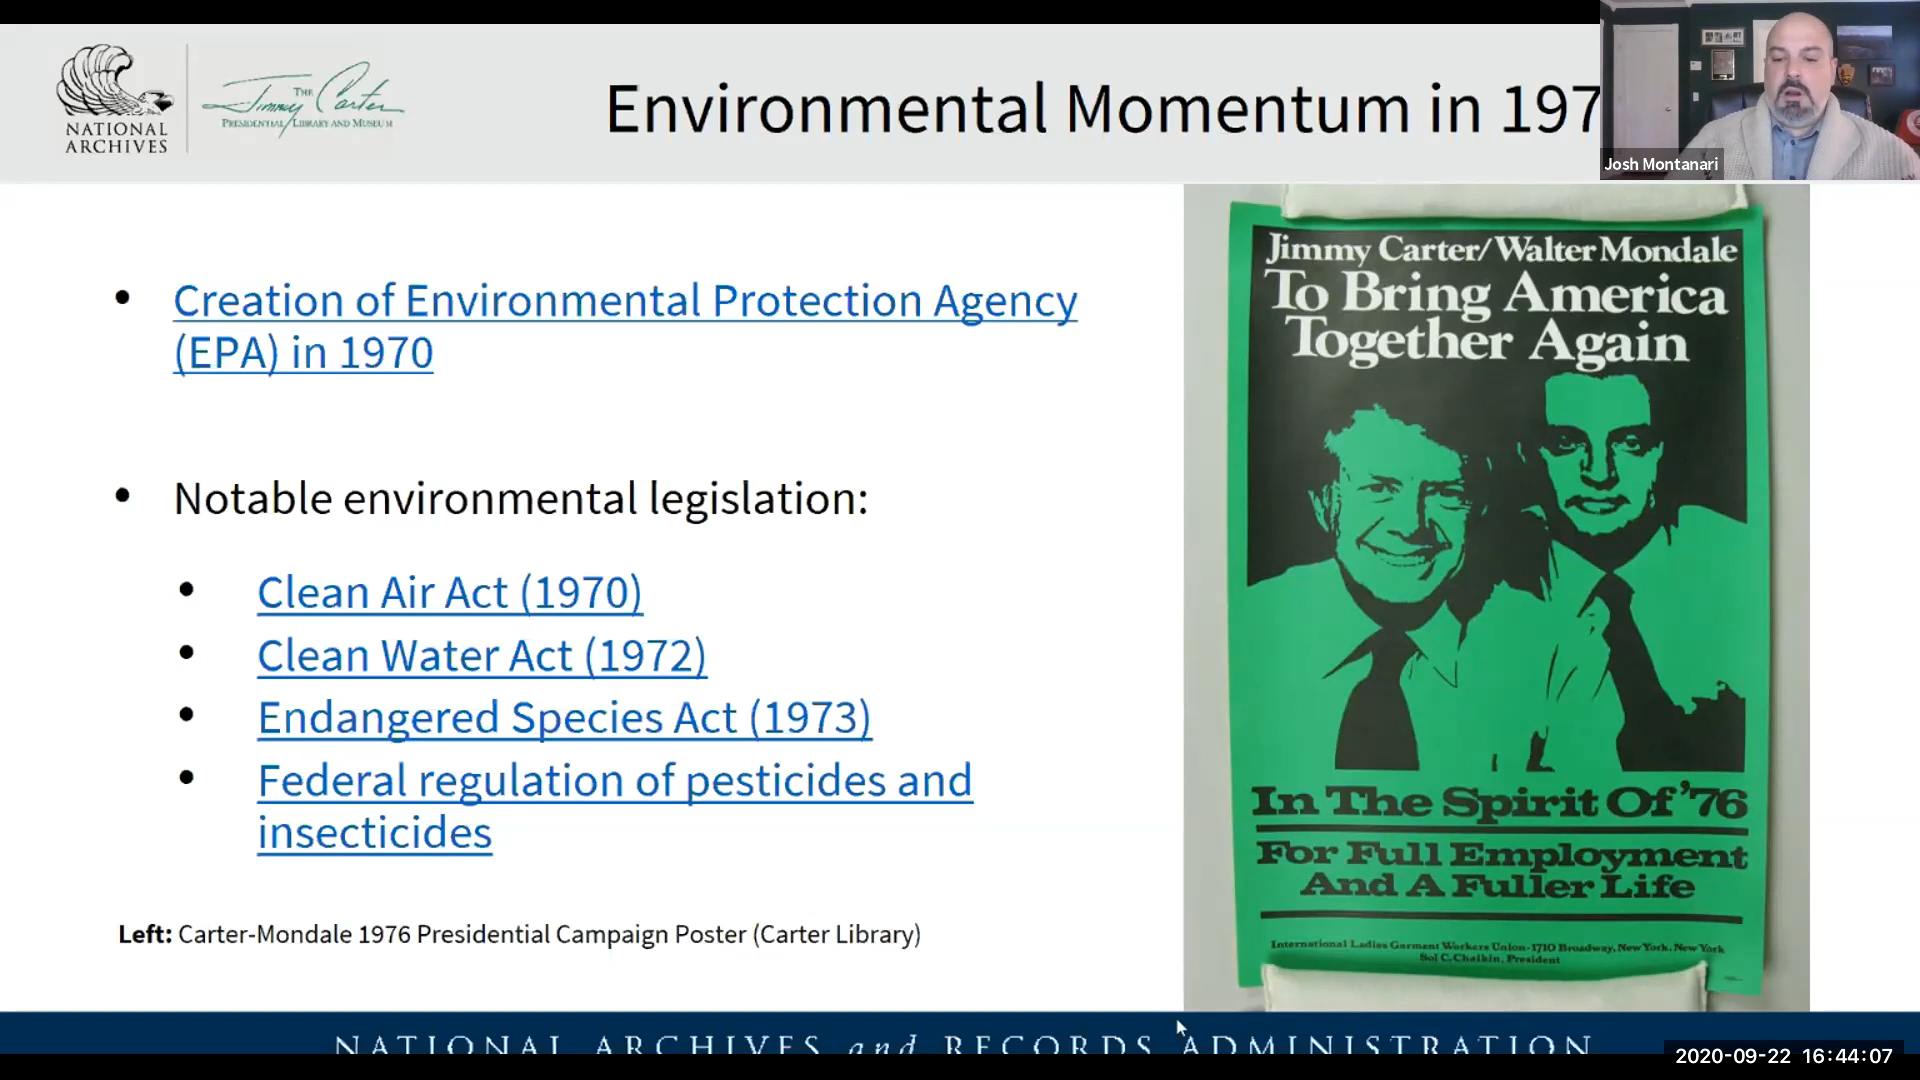 NATIONAL
ARCHIVES
THE
Jimmy Carter
PRESIDENTIAL LIBRARY AND MUSEUM
Environmental Momentum in 197
Josh Montanari
• Creation of Environmental Protection Agency
(EPA) in 1970
• Notable environmental legislation:
• Clean Air Act (1970)
• Clean Water Act (1972)
• Endangered Species Act (1973)
• Federal regulation of pesticides and
insecticides
Left: Carter-Mondale 1976 Presidential Campaign Poster (Carter Library)
Jimmy Carter/Walter Mondale
To Bring America
Together Again
In The Spirit Of '76
For Full Employment
And A Fuller Life
International Ladies Garment Workers Union-1710 Broadway, New York, New York
Sol C. Chaikin, President
NATIONAL ARCHIVES and RECORDS ADMINISTRATION
2020-09-22 16:44:07